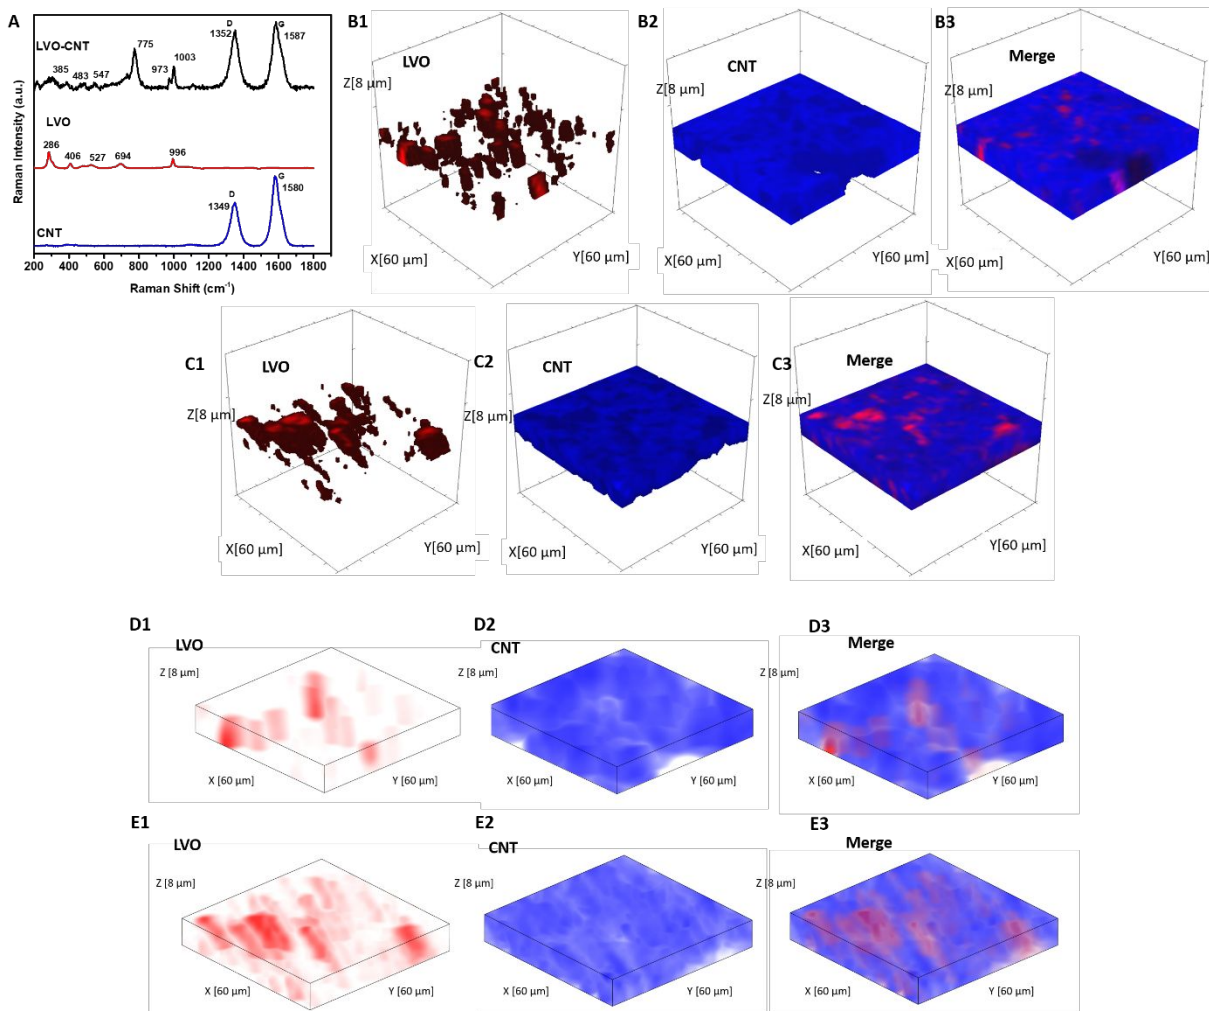 A
LVO-CNT
385
483
547
775
973
1003
1352
D
G
1587
LVO
286
406
527
694
996
D
1349
G
1580
CNT
200 400 600 800 1000 1200 1400 1600 1800
Raman Shift (cm⁻¹)
Raman Intensity (a.u.)
B1
LVO
Z[8 µm]
X[60 µm]
Y[60 µm]
B2
CNT
Z[8 µm]
X[60 µm]
Y[60 µm]
B3
Merge
Z[8 µm]
X[60 µm]
Y[60 µm]
C1
LVO
Z[8 µm]
X[60 µm]
Y[60 µm]
C2
CNT
Z[8 µm]
X[60 µm]
Y[60 µm]
C3
Merge
Z[8 µm]
X[60 µm]
Y[60 µm]
D1
LVO
Z [8 µm]
X [60 µm]
Y [60 µm]
D2
CNT
Z [8 µm]
X [60 µm]
Y [60 µm]
D3
Merge
Z [8 µm]
X [60 µm]
Y [60 µm]
E1
LVO
Z [8 µm]
X [60 µm]
Y [60 µm]
E2
CNT
Z [8 µm]
X [60 µm]
Y [60 µm]
E3
Merge
Z [8 µm]
X [60 µm]
Y [60 µm]